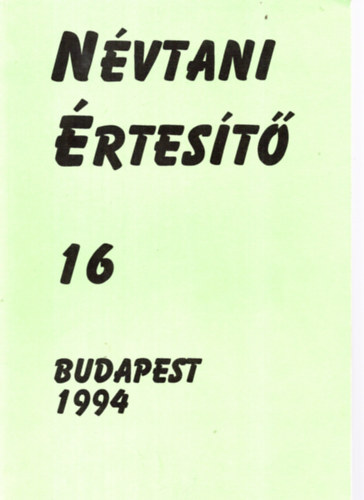 NÉVTANI
ÉRTESÍTŐ
16
BUDAPEST
1994